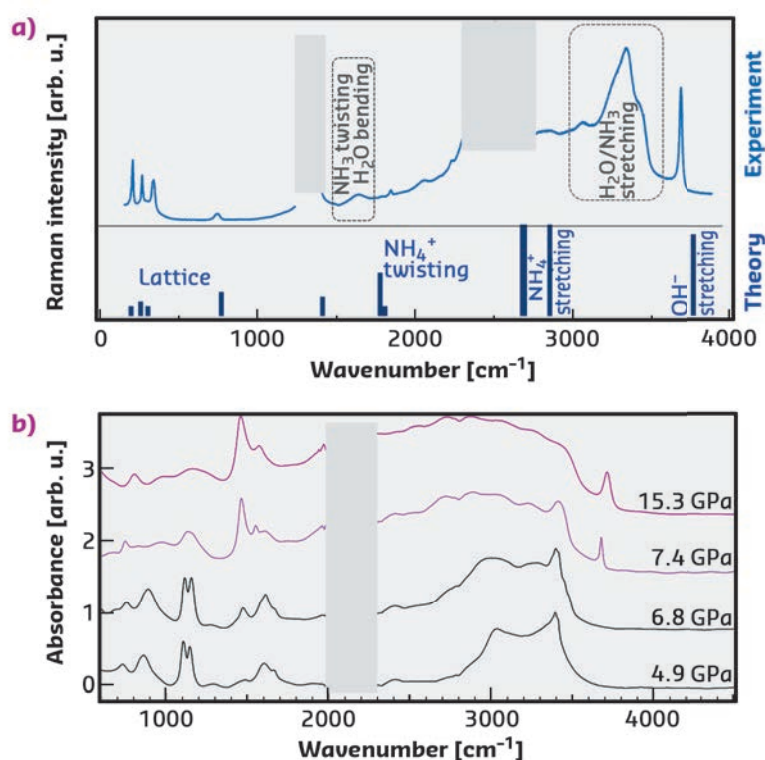 a)
Raman intensity [arb. u.]
NH₃ twisting
H₂O bending
H₂O/NH₃
stretching
Experiment
Lattice
NH₄⁺
twisting
NH₄⁺
stretching
OH⁻
stretching
Theory
0 1000 2000 3000 4000
Wavenumber [cm⁻¹]
b)
Absorbance [arb. u.]
3
15.3 GPa
2
7.4 GPa
1
6.8 GPa
0
4.9 GPa
1000 2000 3000 4000
Wavenumber [cm⁻¹]